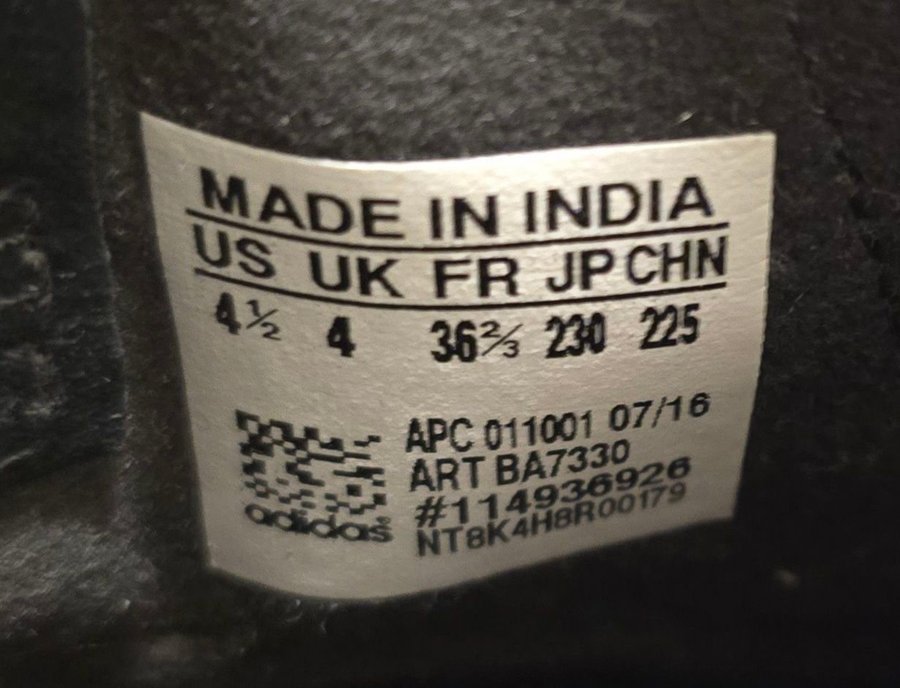 MADE IN INDIA
US UK FR JP CHN
4½ 4 36⅔ 230 225
APC 011001 07/16
ART BA7330
#114936926
NT8K4H8R00179
adidas